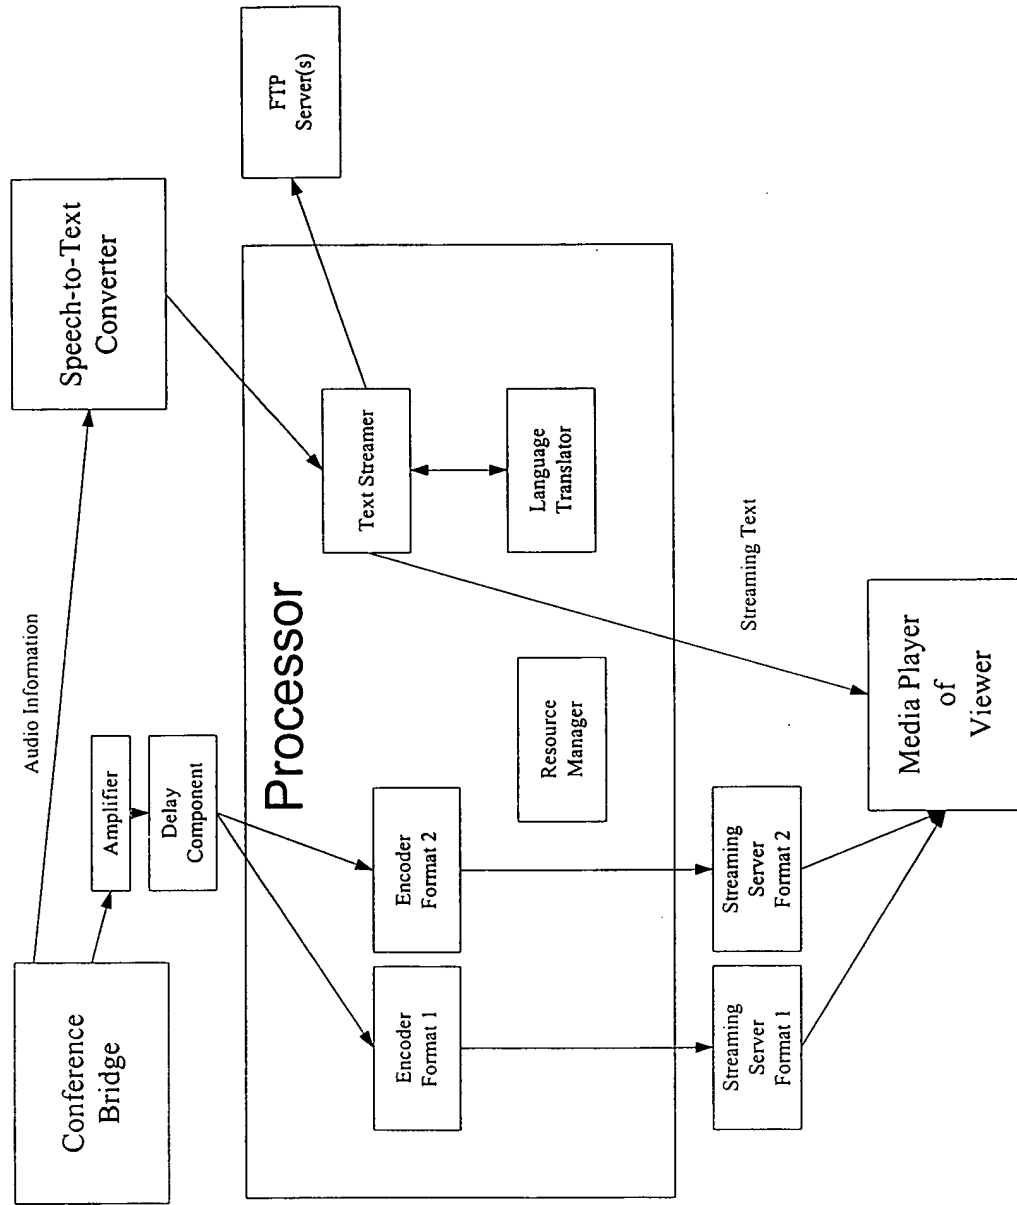 Conference
Bridge
Audio Information
Speech-to-Text
Converter
Amplifier
Delay
Component
FTP
Server(s)
Processor
Encoder
Format 1
Encoder
Format 2
Text Streamer
Resource
Manager
Language
Translator
Streaming
Server
Format 1
Streaming
Server
Format 2
Streaming Text
Media Player
of
Viewer